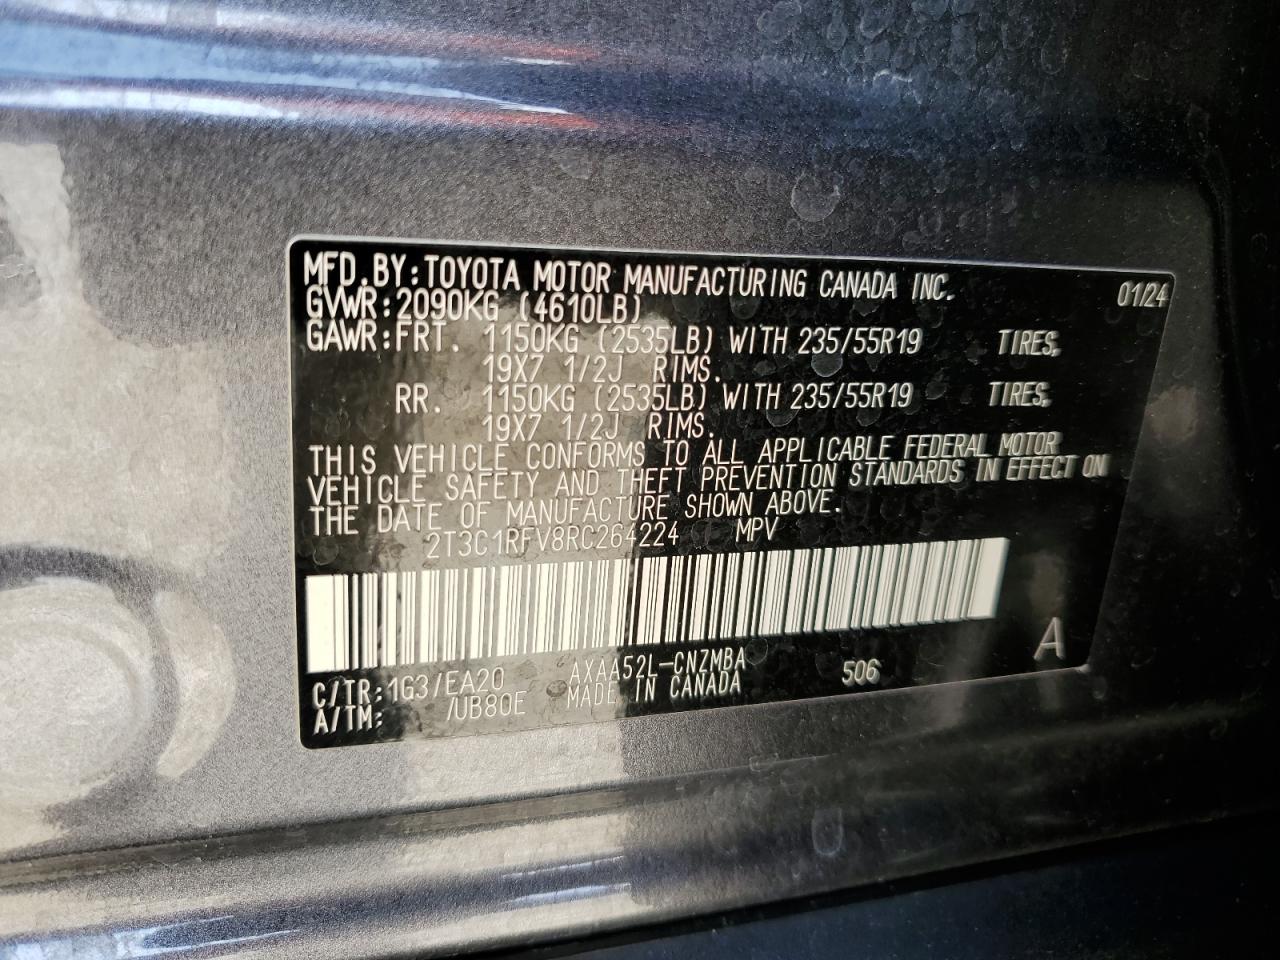 MFD.BY:TOYOTA MOTOR MANUFACTURING CANADA INC. 01/24
GVWR:2090KG (4610LB)
GAWR:FRT. 1150KG (2535LB) WITH 235/55R19 TIRES,
19X7 1/2J RIMS.
RR. 1150KG (2535LB) WITH 235/55R19 TIRES,
19X7 1/2J RIMS.
THIS VEHICLE CONFORMS TO ALL APPLICABLE FEDERAL MOTOR
VEHICLE SAFETY AND THEFT PREVENTION STANDARDS IN EFFECT ON
THE DATE OF MANUFACTURE SHOWN ABOVE.
2T3C1RFV8RC264224 MPV
A
C/TR:1G3/EA20 AXAA52L-CNZMBA 506
A/TM: /UB80E MADE IN CANADA